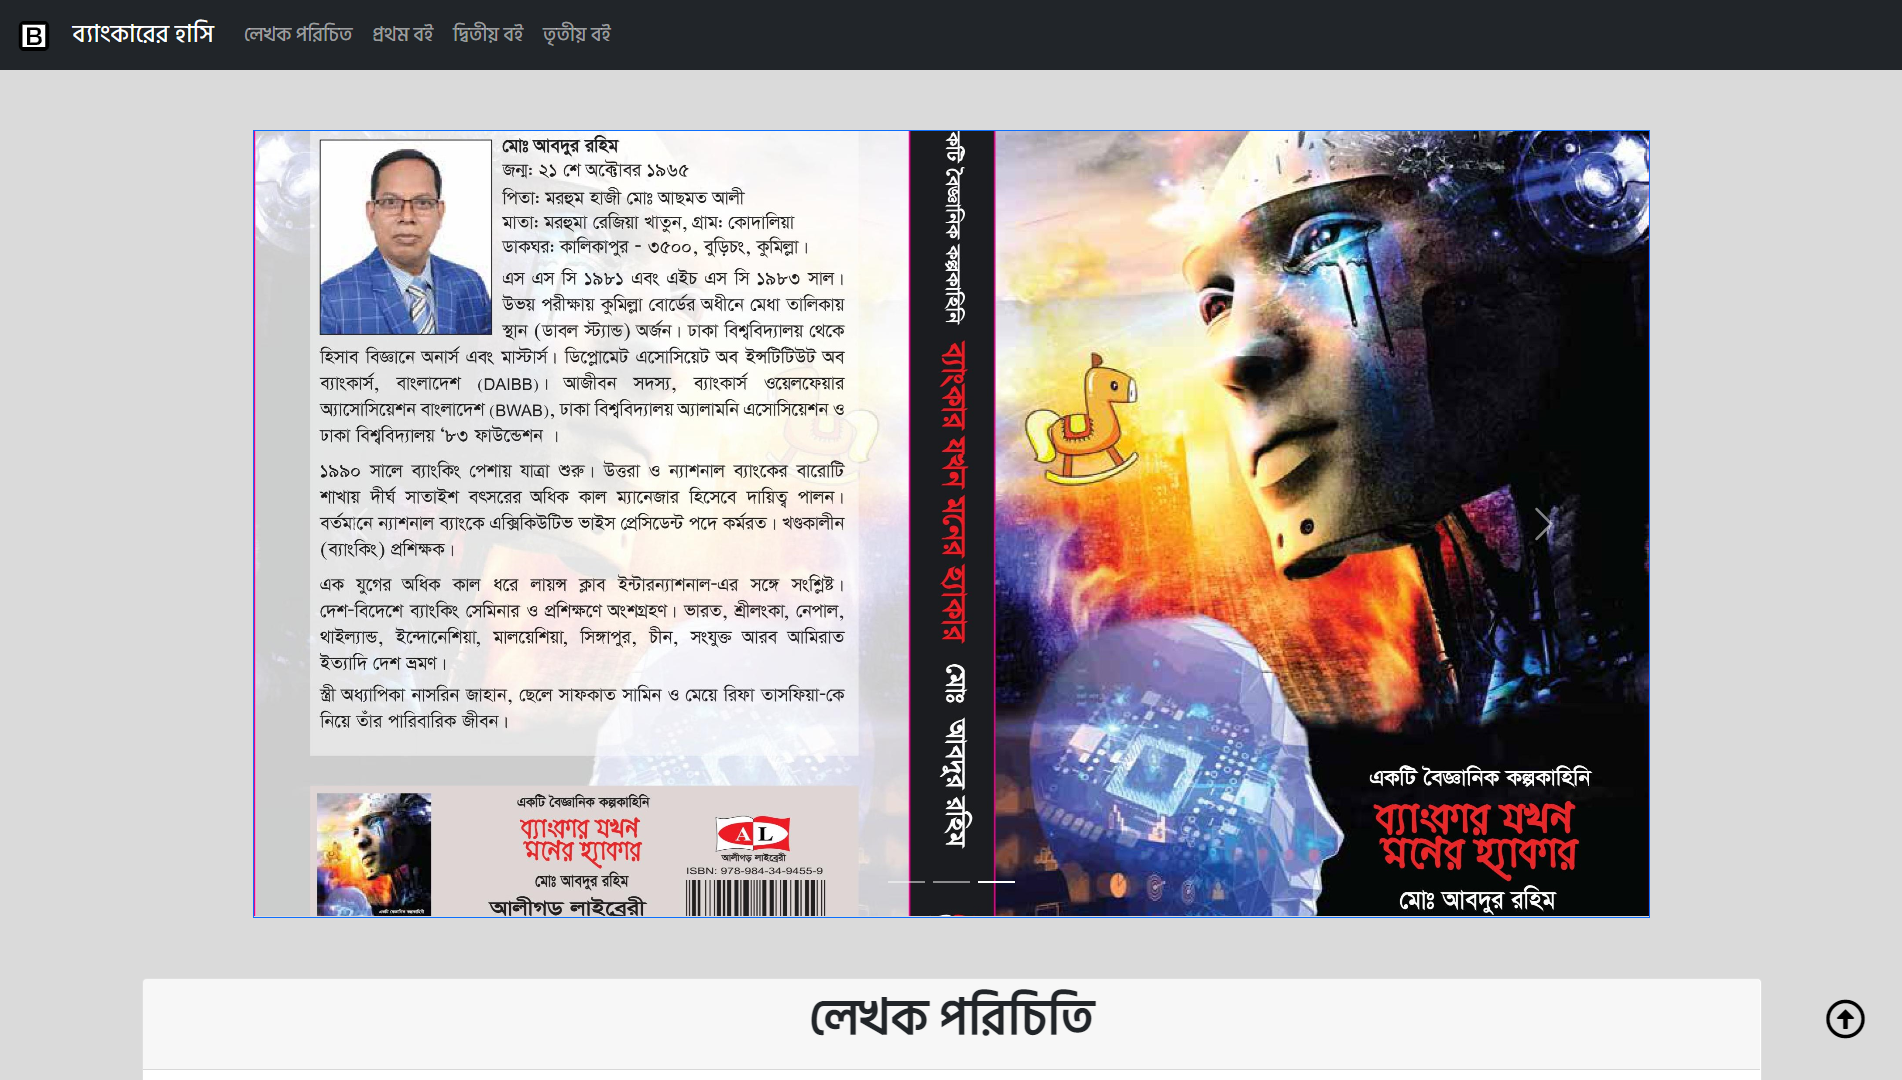 B ব্যাংকারের হাসি লেখক পরিচিত প্রথম বই দ্বিতীয় বই তৃতীয় বই
মোঃ আবদুর রহিম
জন্ম: ২১ শে অক্টোবর ১৯৬৫
পিতা: মরহুম হাজী মোঃ আছমত আলী
মাতা: মরহুমা রেজিয়া খাতুন, গ্রাম: কোদালিয়া
ডাকঘর: কালিকাপুর - ৩৫০০, বুড়িচং, কুমিল্লা।
এস এস সি ১৯৮১ এবং এইচ এস সি ১৯৮৩ সাল।
উভয় পরীক্ষায় কুমিল্লা বোর্ডের অধীনে মেধা তালিকায়
স্থান (ডাবল স্ট্যান্ড) অর্জন। ঢাকা বিশ্ববিদ্যালয় থেকে
হিসাব বিজ্ঞানে অনার্স এবং মাস্টার্স। ডিপ্লোমেট এসোসিয়েট অব ইন্সটিটিউট অব
ব্যাংকার্স, বাংলাদেশ (DAIBB)। আজীবন সদস্য, ব্যাংকার্স ওয়েলফেয়ার
অ্যাসোসিয়েশন বাংলাদেশ (BWAB), ঢাকা বিশ্ববিদ্যালয় অ্যালামনি এসোসিয়েশন ও
ঢাকা বিশ্ববিদ্যালয় ‘৮৩ ফাউন্ডেশন ।
১৯৯০ সালে ব্যাংকিং পেশায় যাত্রা শুরু। উত্তরা ও ন্যাশনাল ব্যাংকের বারোটি
শাখায় দীর্ঘ সাতাইশ বৎসরের অধিক কাল ম্যানেজার হিসেবে দায়িত্ব পালন।
বর্তমানে ন্যাশনাল ব্যাংকে এক্সিকিউটিভ ভাইস প্রেসিডেন্ট পদে কর্মরত। খণ্ডকালীন
(ব্যাংকিং) প্রশিক্ষক।
এক যুগের অধিক কাল ধরে লায়ন্স ক্লাব ইন্টারন্যাশনাল-এর সঙ্গে সংশ্লিষ্ট।
দেশ-বিদেশে ব্যাংকিং সেমিনার ও প্রশিক্ষণে অংশগ্রহণ। ভারত, শ্রীলংকা, নেপাল,
থাইল্যান্ড, ইন্দোনেশিয়া, মালয়েশিয়া, সিঙ্গাপুর, চীন, সংযুক্ত আরব আমিরাত
ইত্যাদি দেশ ভ্রমণ।
স্ত্রী অধ্যাপিকা নাসরিন জাহান, ছেলে সাফকাত সামিন ও মেয়ে রিফা তাসফিয়া-কে
নিয়ে তাঁর পারিবারিক জীবন।
একটি বৈজ্ঞানিক কল্পকাহিনি
ব্যাংকার যখন
মনের হ্যাকার
মোঃ আবদুর রহিম
আলীগড় লাইব্রেরী
AL
আলীগড় লাইব্রেরী
ISBN: 978-984-34-9455-9
বৈজ্ঞানিক কল্পকাহিনি ব্যাংকার যখন মনের হ্যাকার মোঃ আবদুর রহিম
একটি বৈজ্ঞানিক কল্পকাহিনি
ব্যাংকার যখন
মনের হ্যাকার
মোঃ আবদুর রহিম
লেখক পরিচিতি